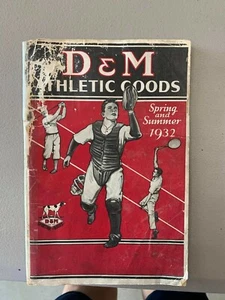 D & M
ATHLETIC GOODS
Spring
and
Summer
1932
D&M